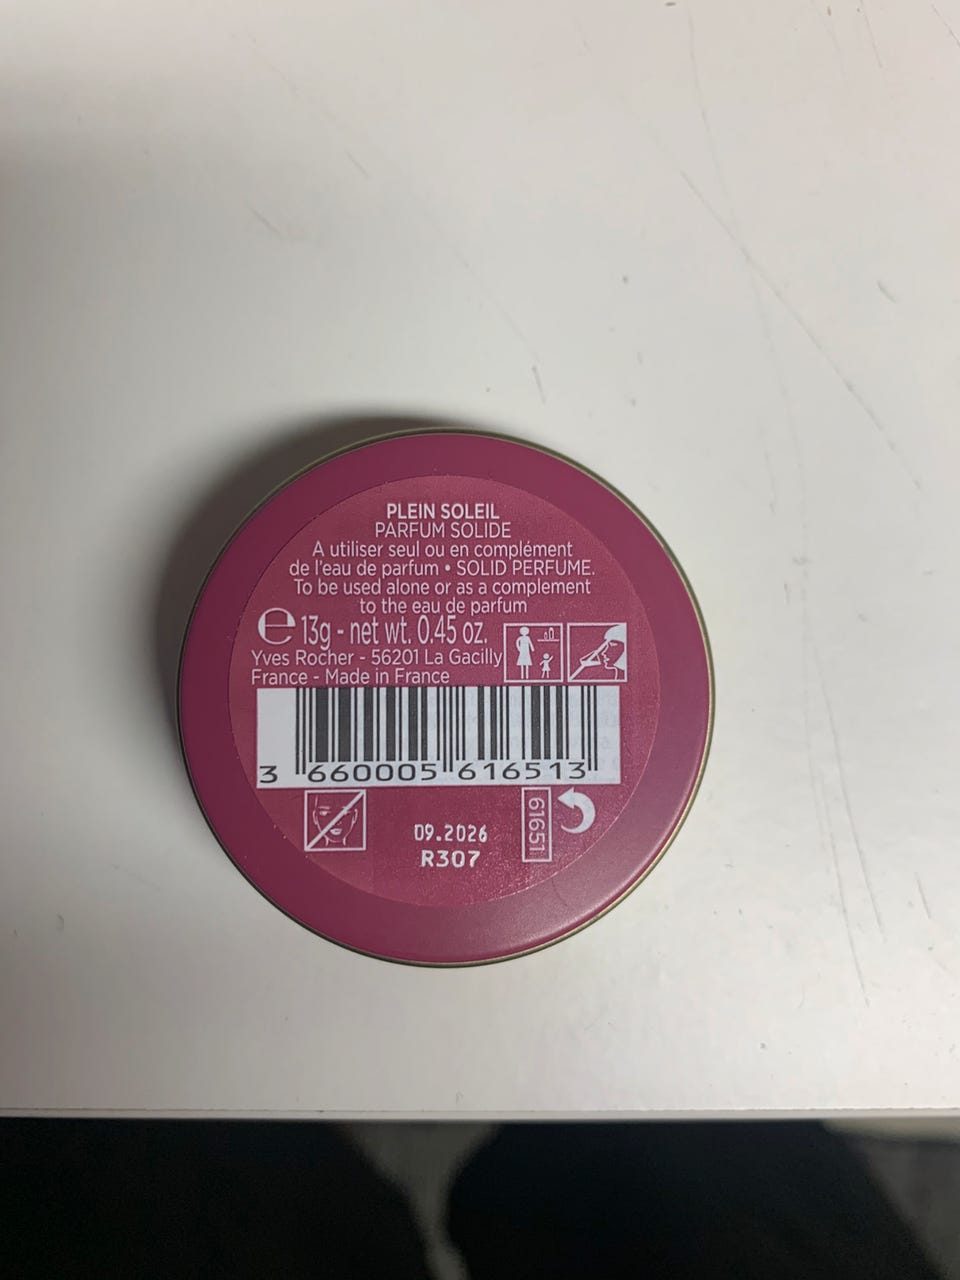 PLEIN SOLEIL
PARFUM SOLIDE
A utiliser seul ou en complément
de l'eau de parfum • SOLID PERFUME.
To be used alone or as a complement
to the eau de parfum
℮ 13g - net wt. 0.45 oz.
Yves Rocher - 56201 La Gacilly
France - Made in France
3 660005 616513
61651
09.2026
R307